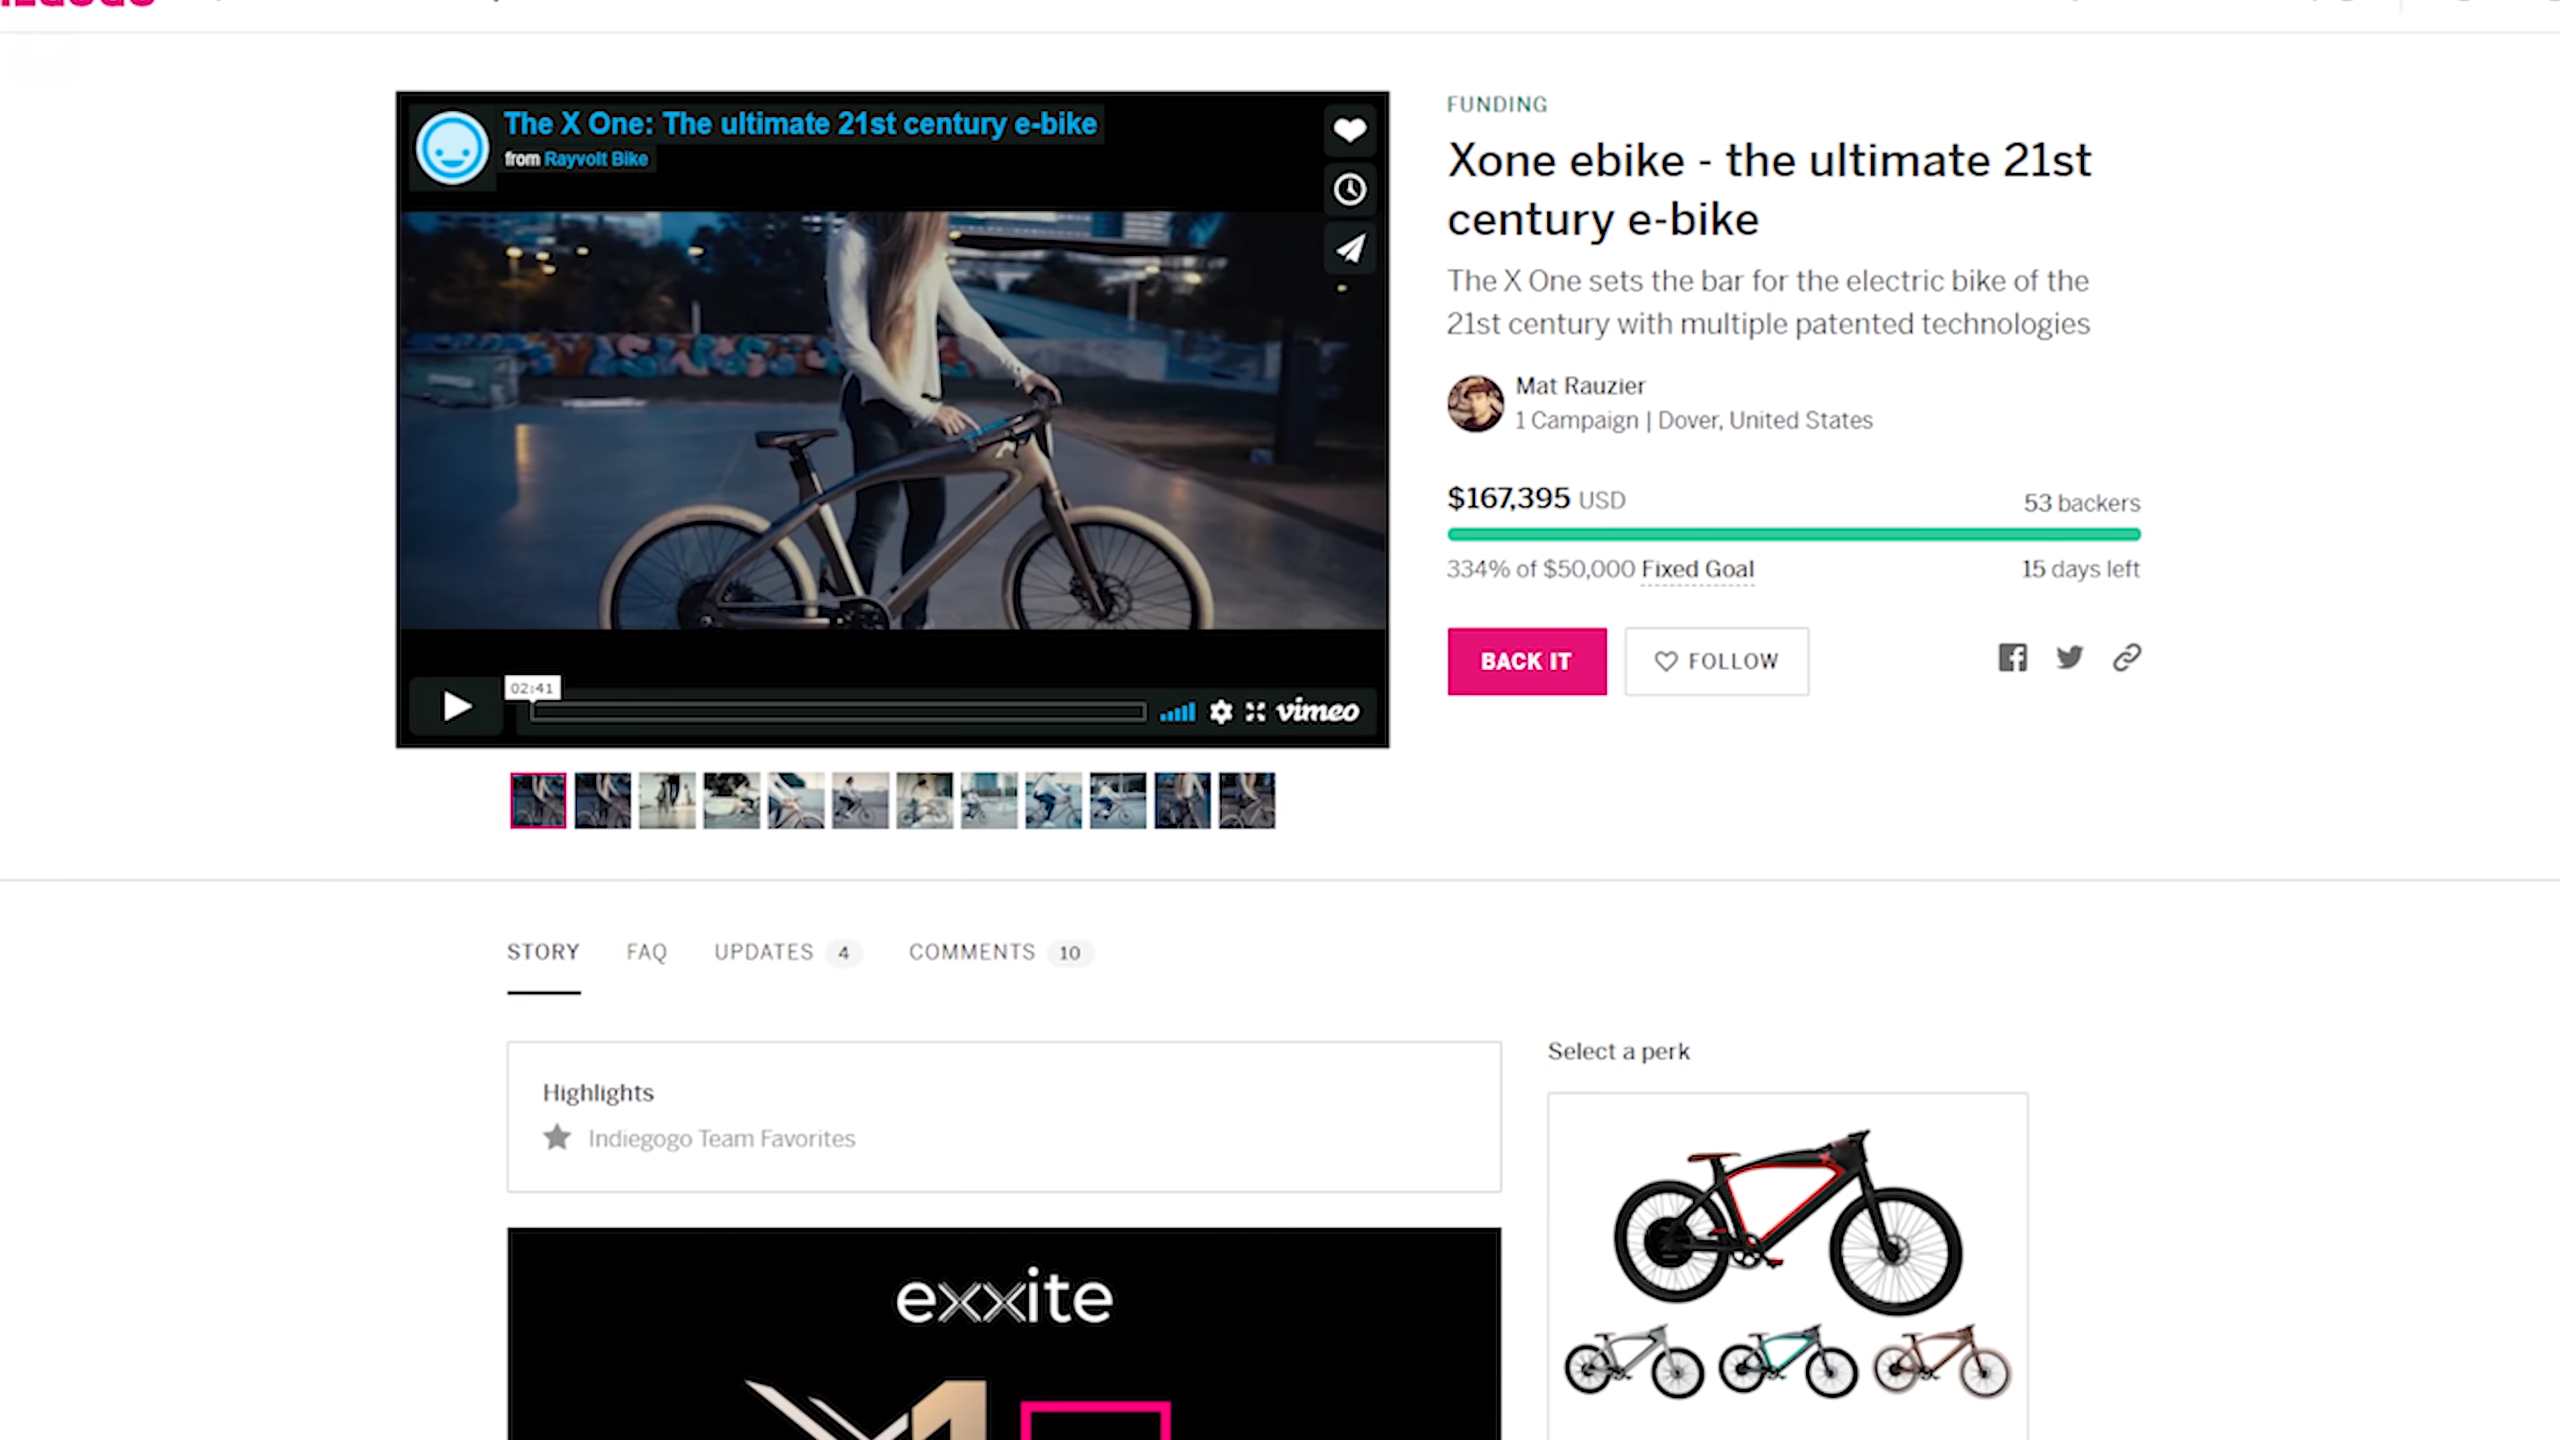 The X One: The ultimate 21st century e-bike
from Rayvolt Bike
FUNDING
Xone ebike - the ultimate 21st
century e-bike
The X One sets the bar for the electric bike of the
21st century with multiple patented technologies
Mat Rauzier
1 Campaign | Dover, United States
$167,395 USD
53 backers
334% of $50,000 Fixed Goal
15 days left
BACK IT
FOLLOW
02:41
vimeo
STORY FAQ UPDATES 4 COMMENTS 10
Highlights
Indiegogo Team Favorites
Select a perk
exxite